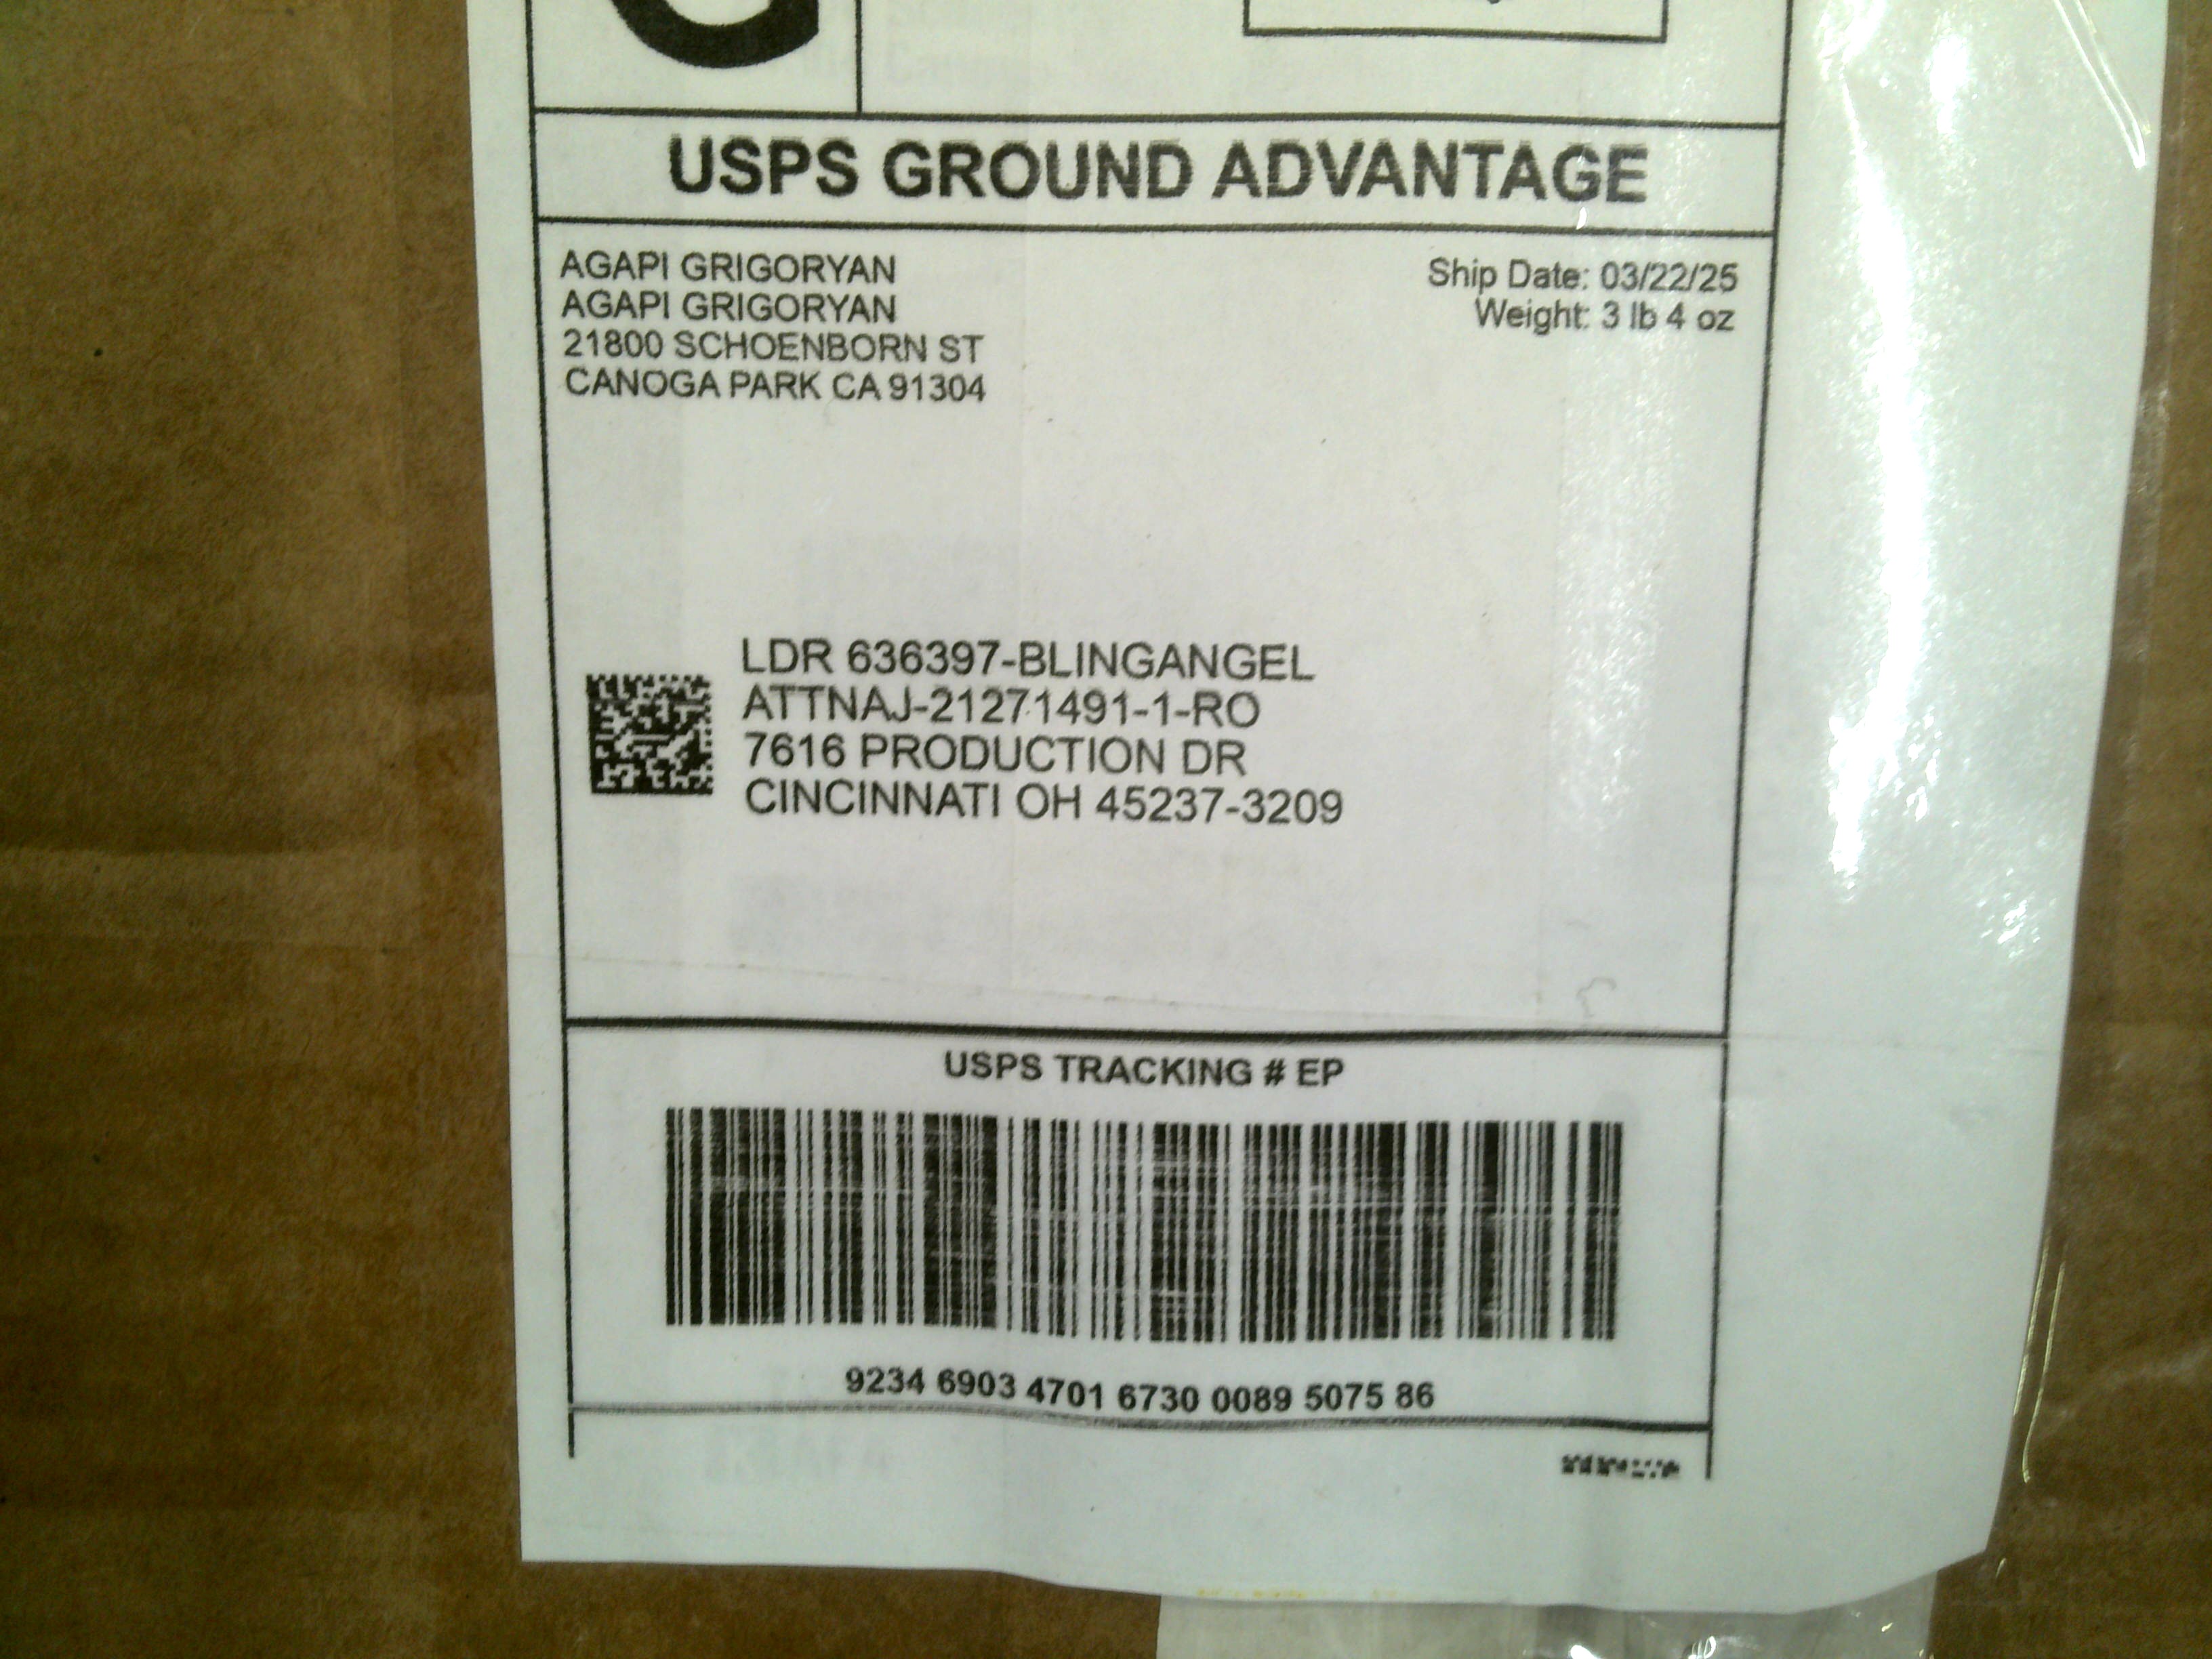 USPS GROUND ADVANTAGE
AGAPI GRIGORYAN
AGAPI GRIGORYAN
21800 SCHOENBORN ST
CANOGA PARK CA 91304
Ship Date: 03/22/25
Weight: 3 lb 4 oz
LDR 636397-BLINGANGEL
ATTNAJ-21271491-1-RO
7616 PRODUCTION DR
CINCINNATI OH 45237-3209
USPS TRACKING # EP
9234 6903 4701 6730 0089 5075 86